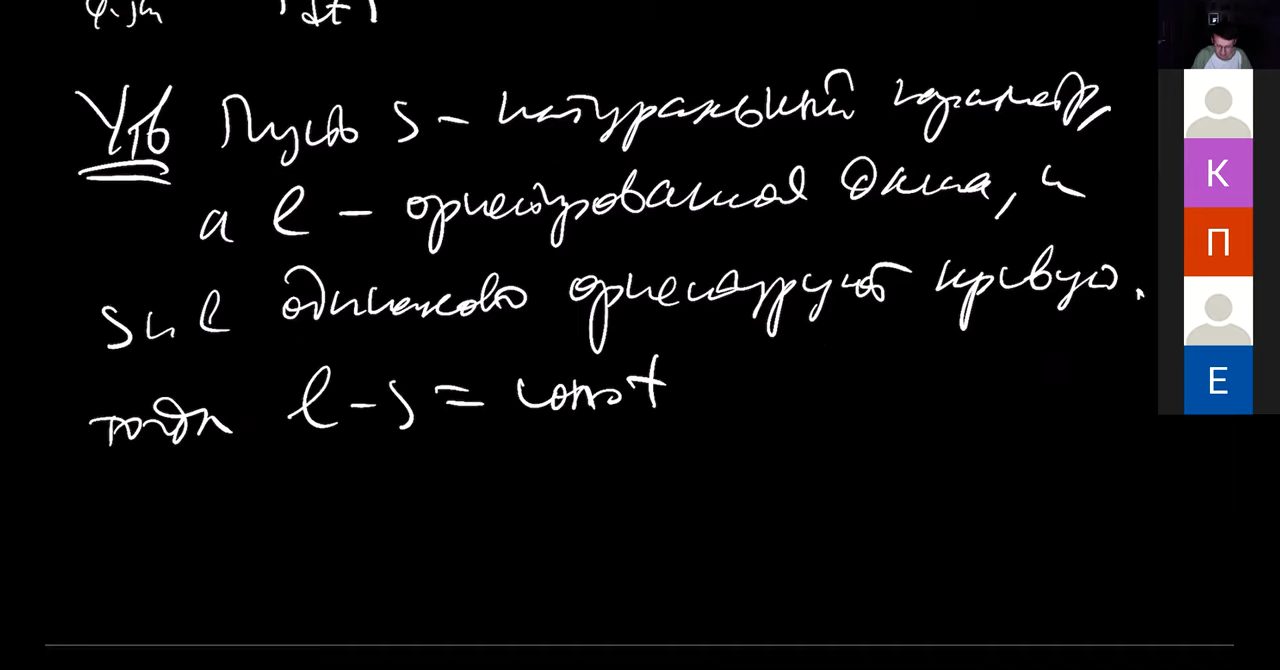 Утв Пусть s – натуральный параметр,
а l – ориентированная длина, и
s и l одинаково ориентируют кривую.
тогда l – s = const
К
П
Е